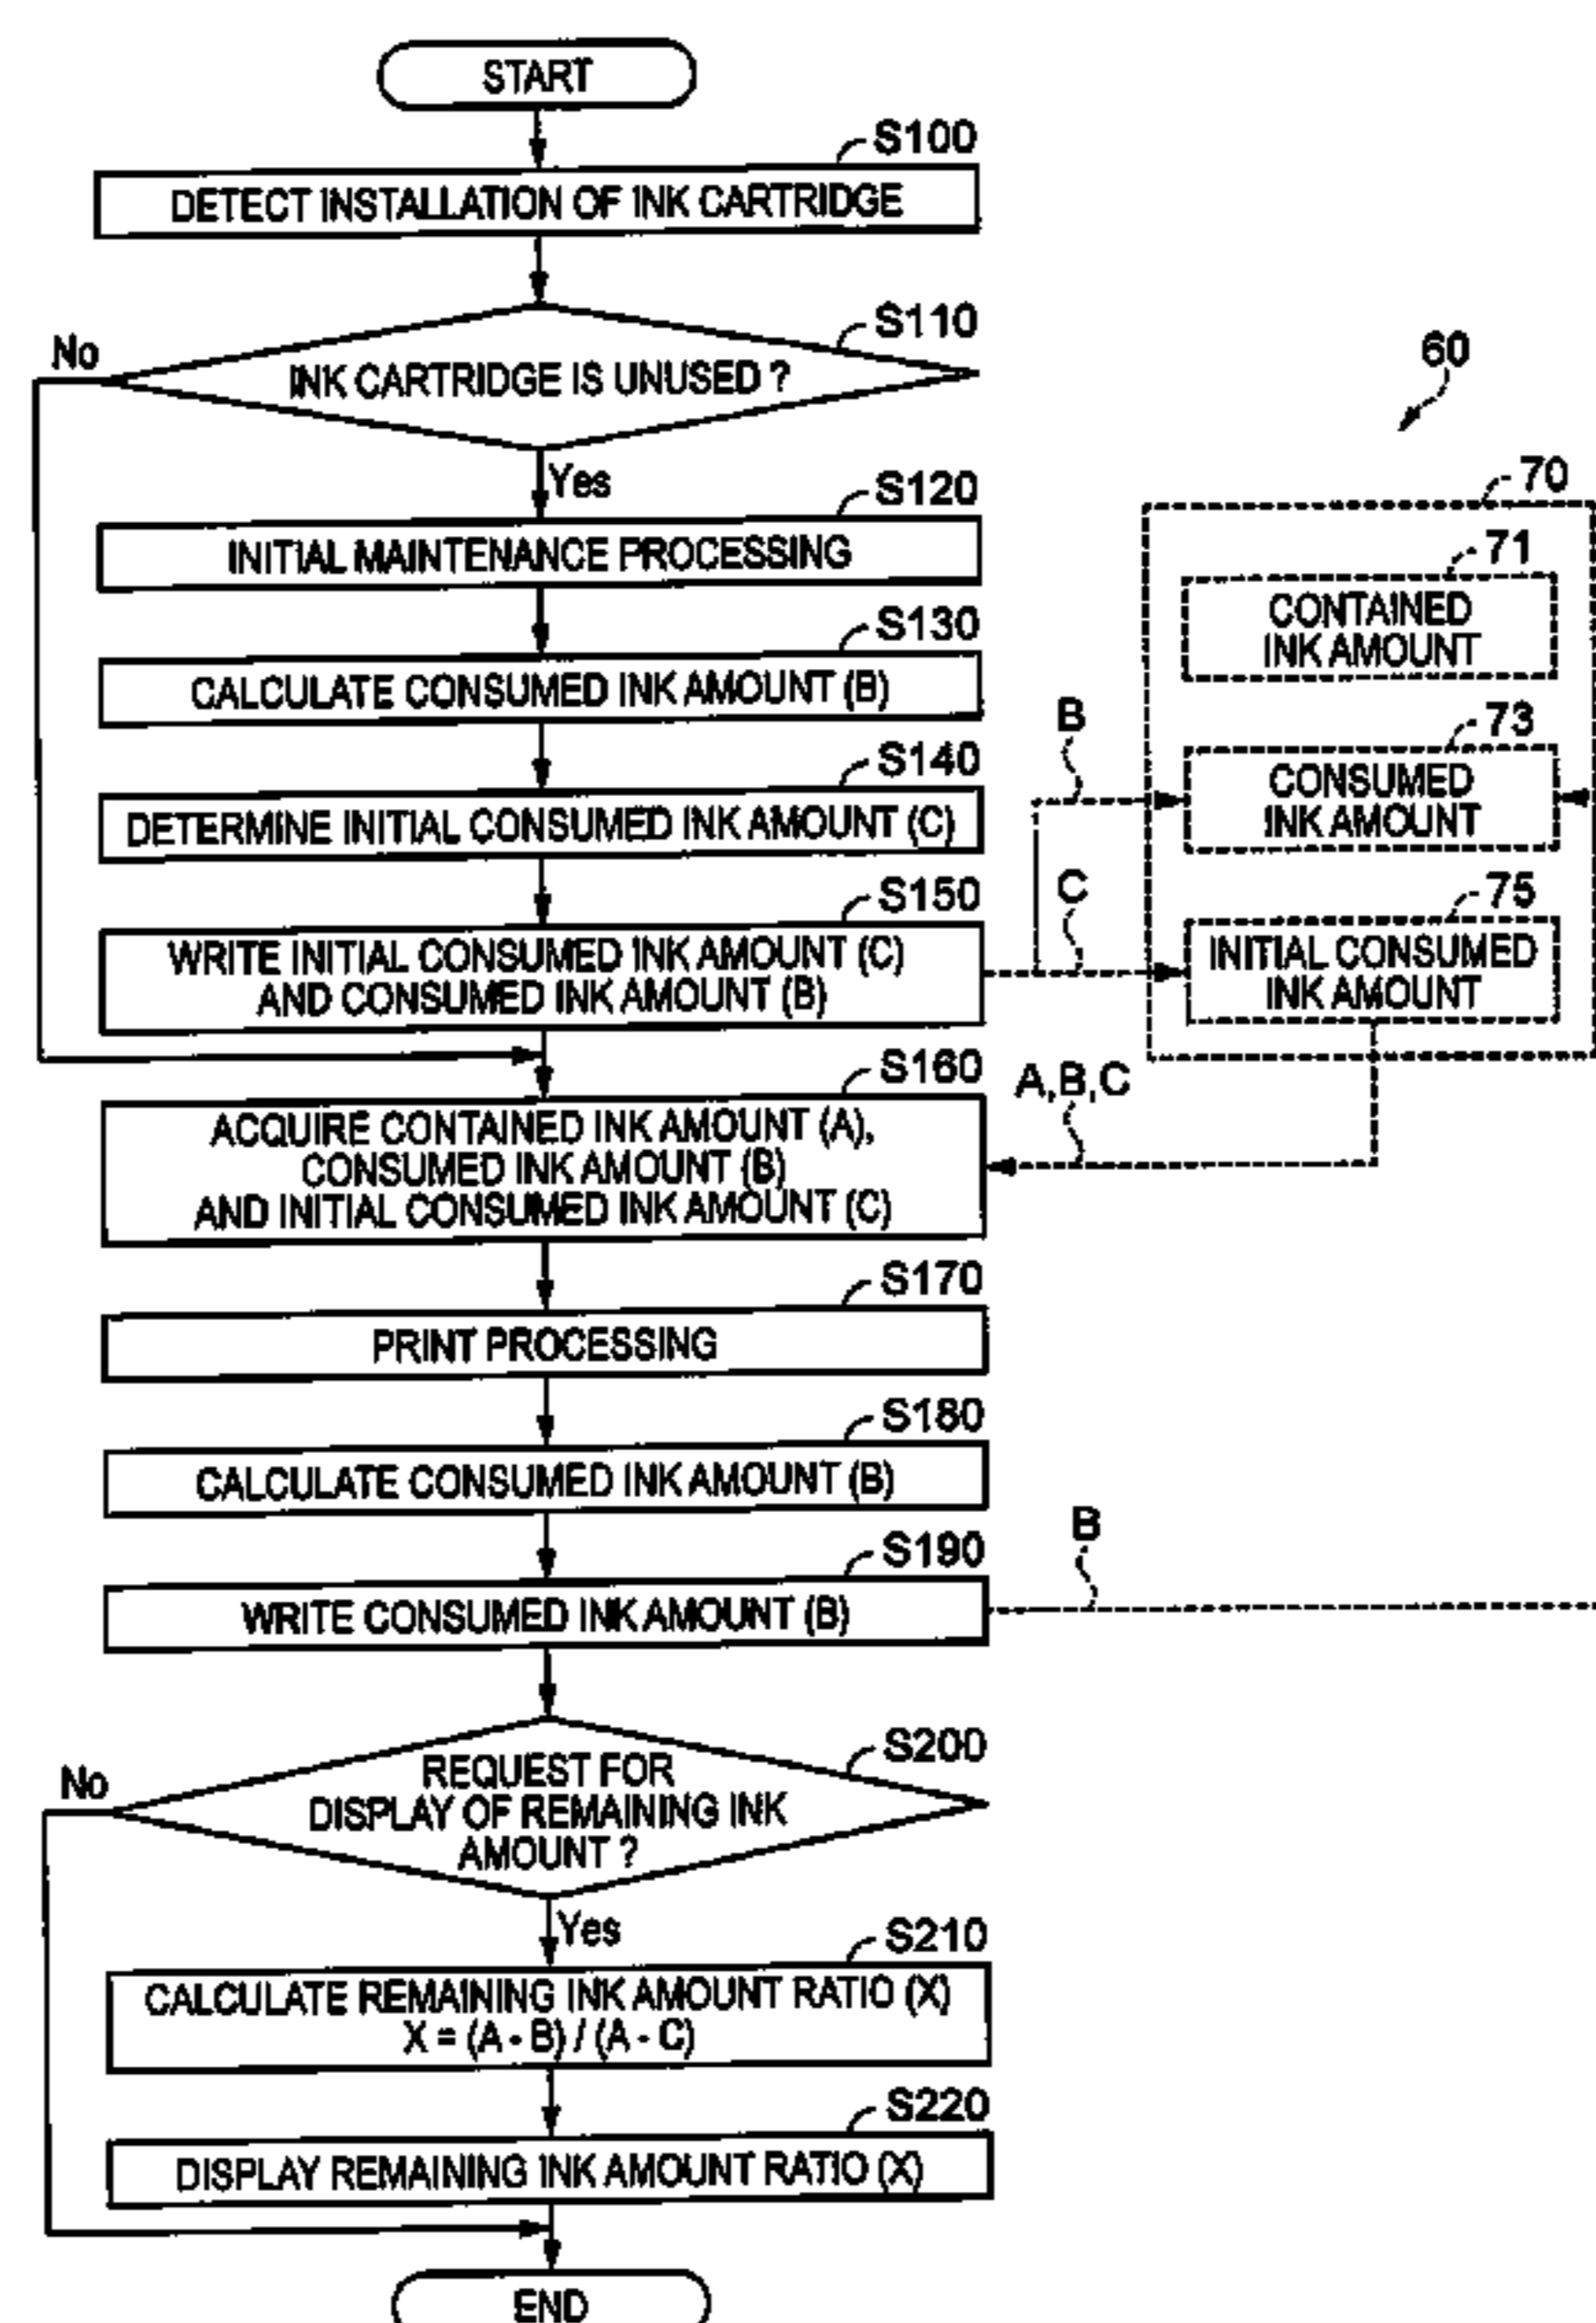 START
S100
DETECT INSTALLATION OF INK CARTRIDGE
S110
No
INK CARTRIDGE IS UNUSED ?
60
Yes
S120
70
INITIAL MAINTENANCE PROCESSING
71
CONTAINED
INK AMOUNT
S130
CALCULATE CONSUMED INK AMOUNT (B)
B
73
CONSUMED
INK AMOUNT
S140
DETERMINE INITIAL CONSUMED INK AMOUNT (C)
C
75
INITIAL CONSUMED
INK AMOUNT
S150
WRITE INITIAL CONSUMED INK AMOUNT (C)
AND CONSUMED INK AMOUNT (B)
S160
A,B,C
ACQUIRE CONTAINED INK AMOUNT (A),
CONSUMED INK AMOUNT (B)
AND INITIAL CONSUMED INK AMOUNT (C)
S170
PRINT PROCESSING
S180
CALCULATE CONSUMED INK AMOUNT (B)
S190
B
WRITE CONSUMED INK AMOUNT (B)
S200
No
REQUEST FOR
DISPLAY OF REMAINING INK
AMOUNT ?
Yes
S210
CALCULATE REMAINING INK AMOUNT RATIO (X)
X = (A - B) / (A - C)
S220
DISPLAY REMAINING INK AMOUNT RATIO (X)
END